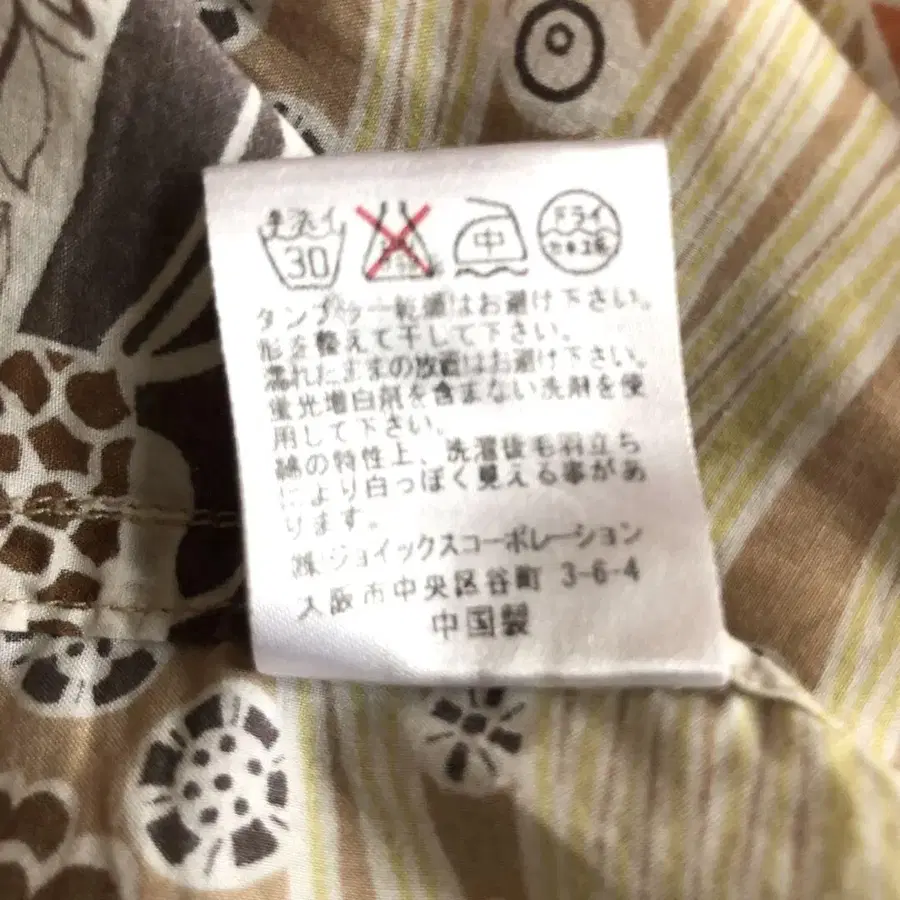 手洗イ 30 中 ドライ セキユ系
タンブラー乾燥はお避け下さい。
形を整えて干して下さい。
濡れたままの放置はお避け下さい。
蛍光増白剤を含まない洗剤を使
用して下さい。
綿の特性上、洗濯後毛羽立ち
により白っぽく見える事があ
ります。
㈱ジョイックスコーポレーション
大阪市中央区谷町 3-6-4
中国製